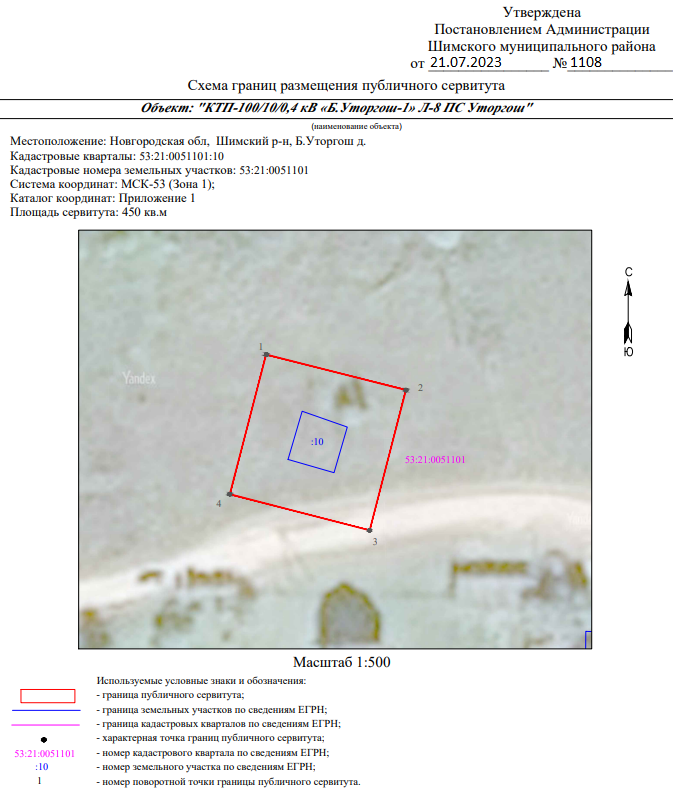 Утверждена
Постановлением Администрации
Шимского муниципального района
от 21.07.2023 № 1108
Схема границ размещения публичного сервитута
Объект: "КТП-100/10/0,4 кВ «Б.Уторгош-1» Л-8 ПС Уторгош"
(наименование объекта)
Местоположение: Новгородская обл, Шимский р-н, Б.Уторгош д.
Кадастровые кварталы: 53:21:0051101:10
Кадастровые номера земельных участков: 53:21:0051101
Система координат: МСК-53 (Зона 1);
Каталог координат: Приложение 1
Площадь сервитута: 450 кв.м
С
Ю
1
2
Yandex
:10
53:21:0051101
4
3
Масштаб 1:500
Используемые условные знаки и обозначения:
- граница публичного сервитута;
- граница земельных участков по сведениям ЕГРН;
- граница кадастровых кварталов по сведениям ЕГРН;
- характерная точка границ публичного сервитута;
53:21:0051101 - номер кадастрового квартала по сведениям ЕГРН;
:10 - номер земельного участка по сведениям ЕГРН;
1 - номер поворотной точки границы публичного сервитута.